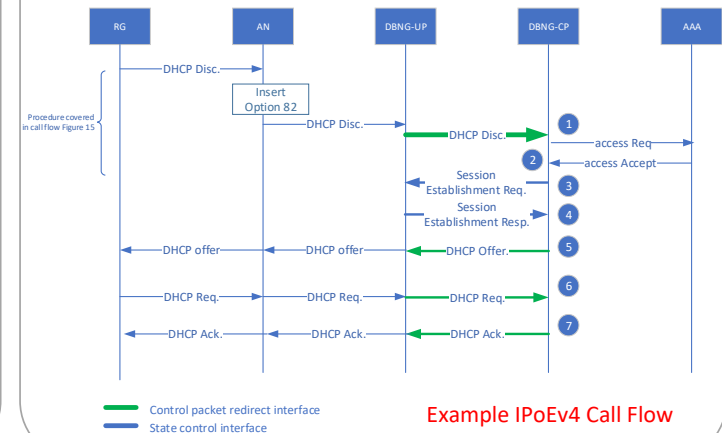 RG
AN
DBNG-UP
DBNG-CP
AAA
DHCP Disc.
Insert
Option 82
Procedure covered
in call flow Figure 15
DHCP Disc.
DHCP Disc.
1
access Req
2
access Accept
Session
Establishment Req.
3
Session
Establishment Resp.
4
DHCP offer
DHCP offer
DHCP Offer.
5
DHCP Req.
DHCP Req.
DHCP Req.
6
DHCP Ack.
DHCP Ack.
DHCP Ack.
7
Control packet redirect interface
State control interface
Example IPoEv4 Call Flow